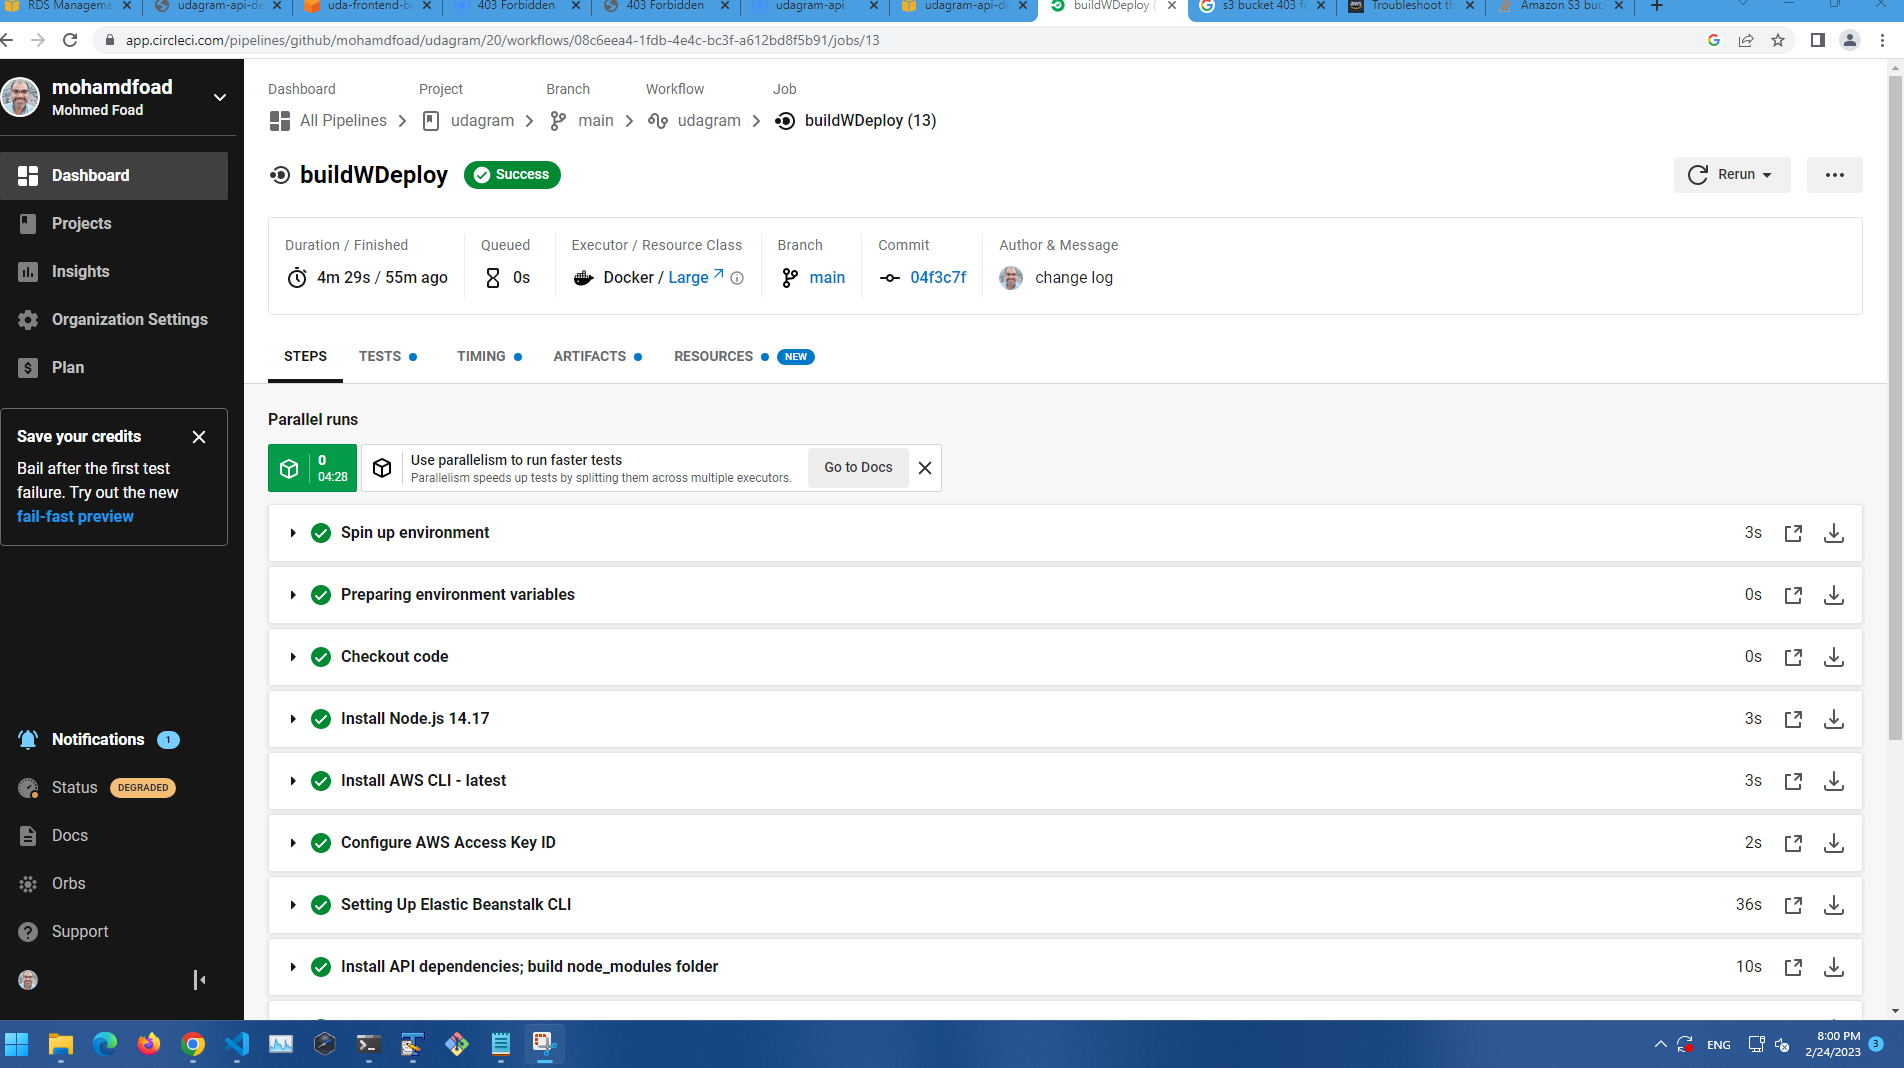 RDS Manageme
udagram-api-de
uda-frontend-bu
403 Forbidden
403 Forbidden
udagram-api
udagram-api-de
buildWDeploy (
s3 bucket 403 fo
Troubleshoot th
Amazon S3 buc
app.circleci.com/pipelines/github/mohamdfoad/udagram/20/workflows/08c6eea4-1fdb-4e4c-bc3f-a612bd8f5b91/jobs/13
mohamdfoad
Mohmed Foad
Dashboard
Projects
Insights
Organization Settings
Plan
Save your credits
Bail after the first test
failure. Try out the new
fail-fast preview
Notifications 1
Status DEGRADED
Docs
Orbs
Support
Dashboard Project Branch Workflow Job
All Pipelines udagram main udagram buildWDeploy (13)
buildWDeploy Success
Rerun
Duration / Finished Queued Executor / Resource Class Branch Commit Author & Message
4m 29s / 55m ago 0s Docker / Large main 04f3c7f change log
STEPS TESTS TIMING ARTIFACTS RESOURCES NEW
Parallel runs
0
04:28
Use parallelism to run faster tests
Parallelism speeds up tests by splitting them across multiple executors.
Go to Docs
Spin up environment 3s
Preparing environment variables 0s
Checkout code 0s
Install Node.js 14.17 3s
Install AWS CLI - latest 3s
Configure AWS Access Key ID 2s
Setting Up Elastic Beanstalk CLI 36s
Install API dependencies; build node_modules folder 10s
ENG
8:00 PM
2/24/2023
3